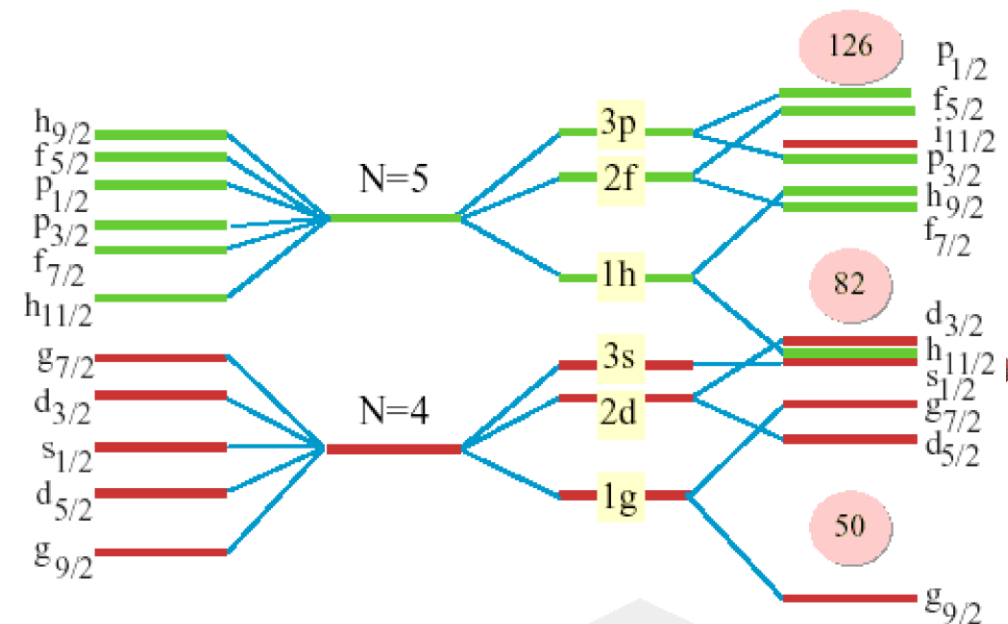 126
p1/2
f5/2
i11/2
p3/2
h9/2
f7/2
h9/2
f5/2
p1/2
p3/2
f7/2
h11/2
N=5
3p
2f
1h
82
d3/2
h11/2
s1/2
g7/2
d5/2
g7/2
d3/2
s1/2
d5/2
g9/2
N=4
3s
2d
1g
50
g9/2